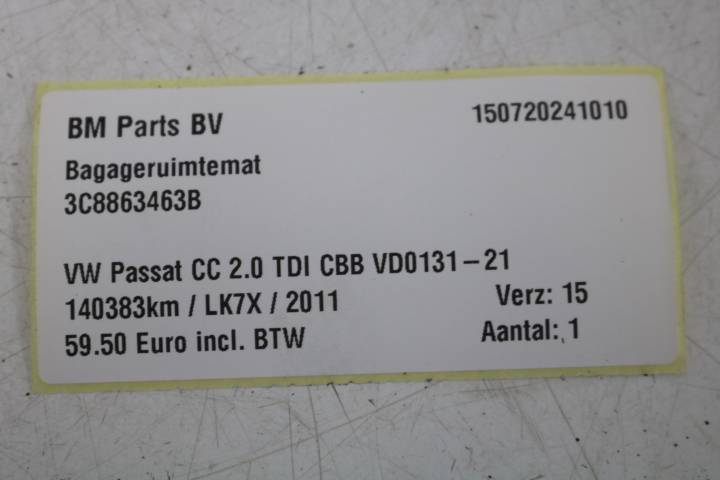 BM Parts BV 150720241010
Bagageruimtemat
3C8863463B
VW Passat CC 2.0 TDI CBB VD0131-21
140383km / LK7X / 2011 Verz: 15
59.50 Euro incl. BTW Aantal: 1